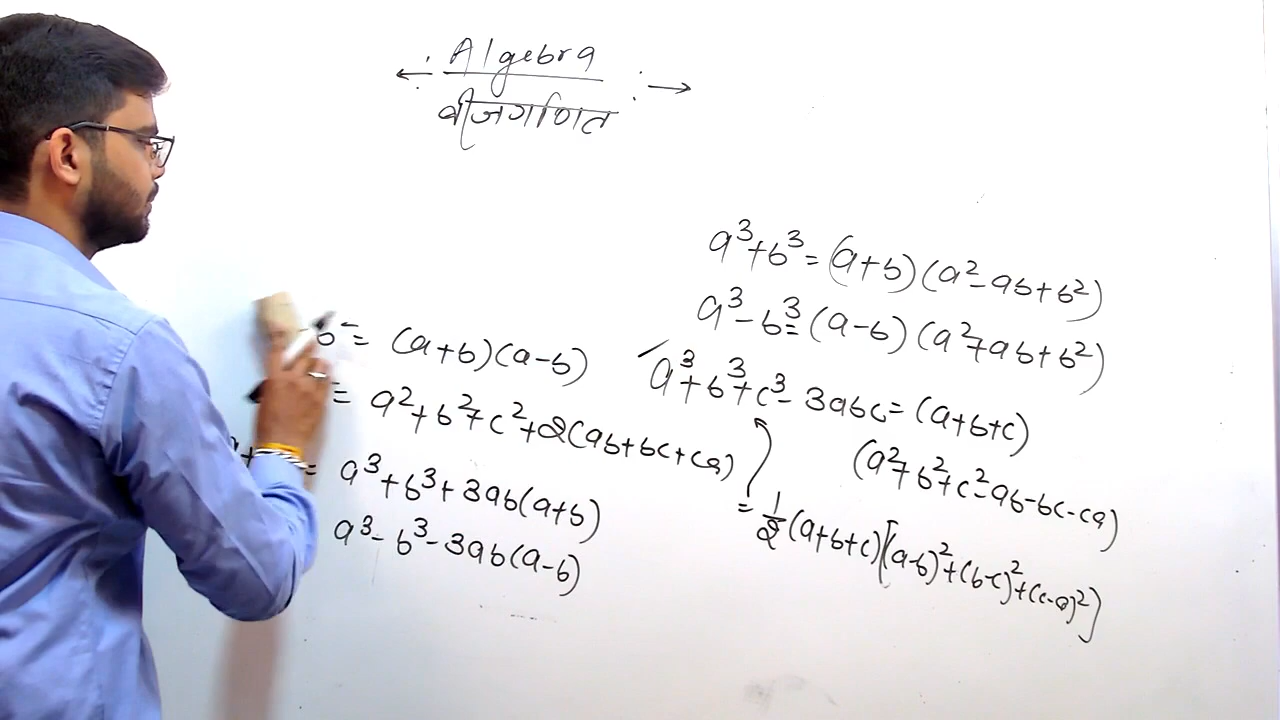 Algebra
बीजगणित
b² = (a+b)(a-b)
= a²+b²+c²+2(ab+bc+ca)
a+ = a³+b³+3ab(a+b)
a³-b³-3ab(a-b)
a³+b³=(a+b)(a²-ab+b²)
a³-b³=(a-b)(a²+ab+b²)
a³+b³+c³-3abc=(a+b+c)
(a²+b²+c²-ab-bc-ca)
=1/2(a+b+c)[(a-b)²+(b-c)²+(c-a)²]